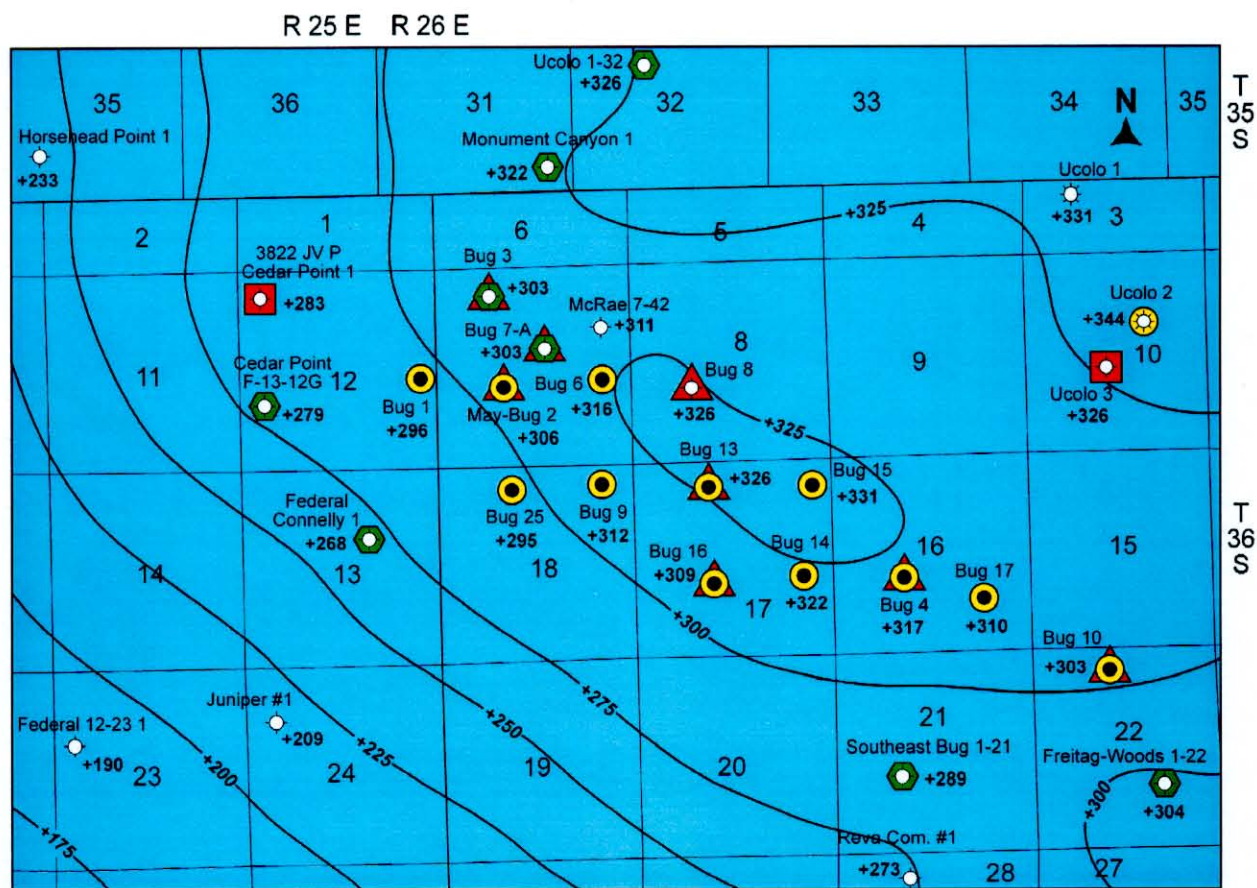 R 25 E R 26 E
35
36
31
32
33
34
35
T
35
S
N
Ucolo 1-32
+326
Horsehead Point 1
+233
Monument Canyon 1
+322
Ucolo 1
+331
+325
2
1
6
5
4
3
3822 JV P
Cedar Point 1
+283
Bug 3
+303
McRae 7-42
+311
Bug 7-A
+303
8
9
Ucolo 2
+344
10
11
Cedar Point
F-13-12G
+279
12
Bug 1
+296
May-Bug 2
+306
Bug 6
+316
Bug 8
+326
+325
Ucolo 3
+326
Bug 13
+326
Bug 15
+331
Federal
Connelly 1
+268
Bug 25
+295
Bug 9
+312
14
13
18
Bug 16
+309
17
Bug 14
+322
16
Bug 4
+317
Bug 17
+310
15
T
36
S
+300
Bug 10
+303
Juniper #1
+209
Federal 12-23 1
+190
23
24
19
20
21
22
+200
+225
+250
+275
Southeast Bug 1-21
+289
Freitag-Woods 1-22
+304
+300
+175
Reva Com. #1
+273
28
27